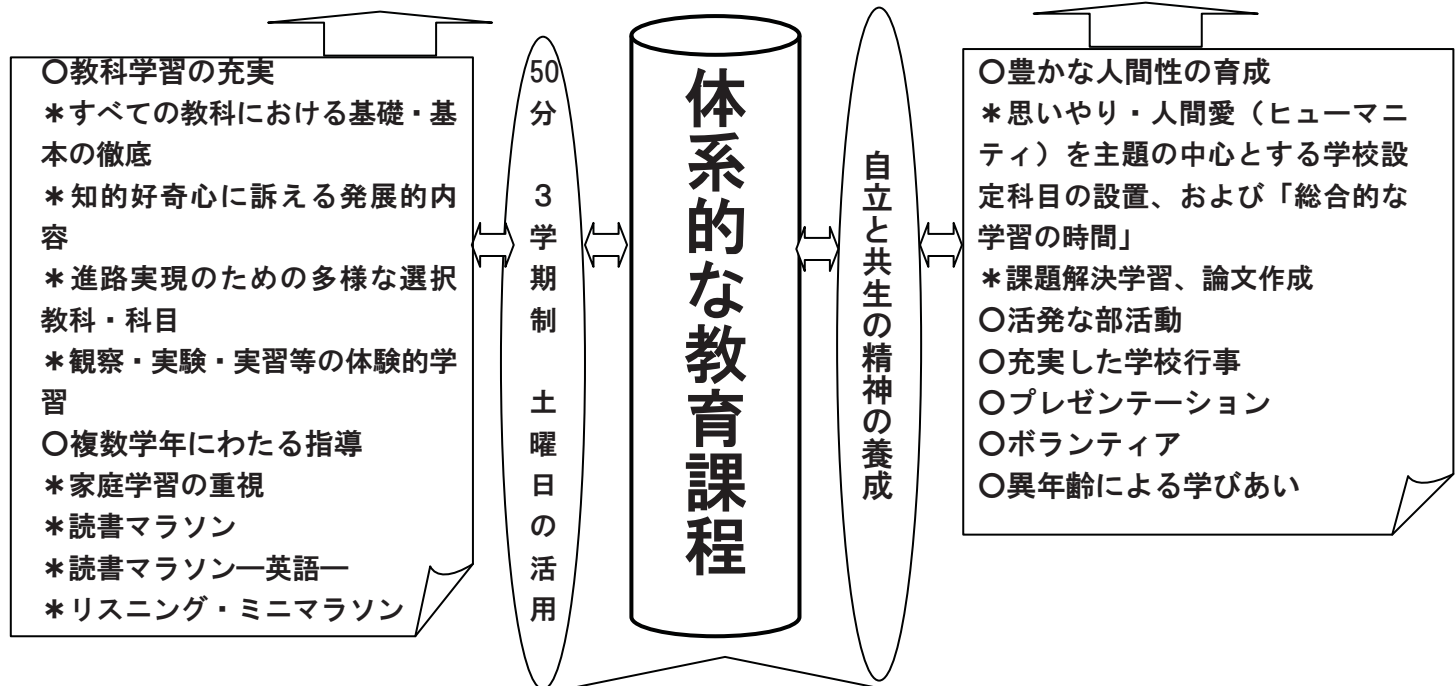 〇教科学習の充実
＊すべての教科における基礎・基
本の徹底
＊知的好奇心に訴える発展的内
容
＊進路実現のための多様な選択
教科・科目
＊観察・実験・実習等の体験的学
習
〇複数学年にわたる指導
＊家庭学習の重視
＊読書マラソン
＊読書マラソン―英語―
＊リスニング・ミニマラソン
50分　3学期制　土曜日の活用
体系的な教育課程
自立と共生の精神の養成
〇豊かな人間性の育成
＊思いやり・人間愛（ヒューマニ
ティ）を主題の中心とする学校設
定科目の設置、および「総合的な
学習の時間」
＊課題解決学習、論文作成
〇活発な部活動
〇充実した学校行事
〇プレゼンテーション
〇ボランティア
〇異年齢による学びあい